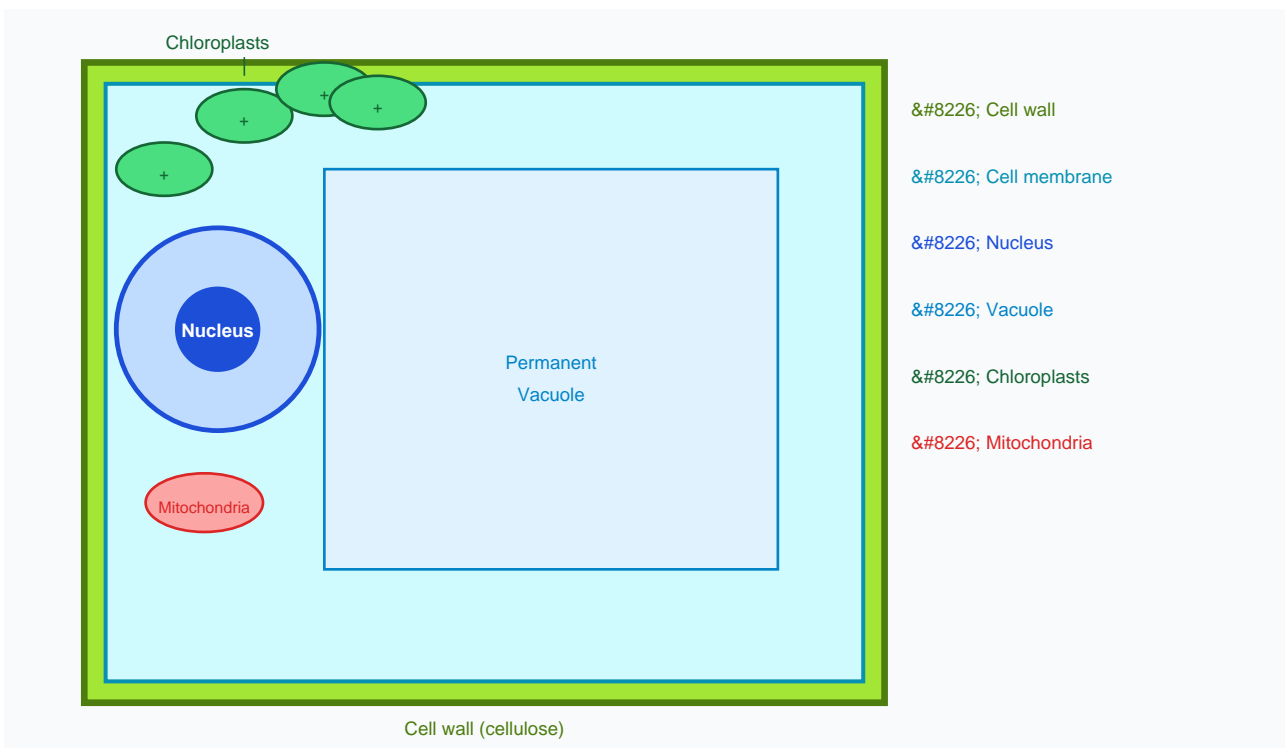 Chloroplasts
+
+
+
+
Nucleus
Mitochondria
Permanent
Vacuole
Cell wall (cellulose)
&#8226; Cell wall
&#8226; Cell membrane
&#8226; Nucleus
&#8226; Vacuole
&#8226; Chloroplasts
&#8226; Mitochondria